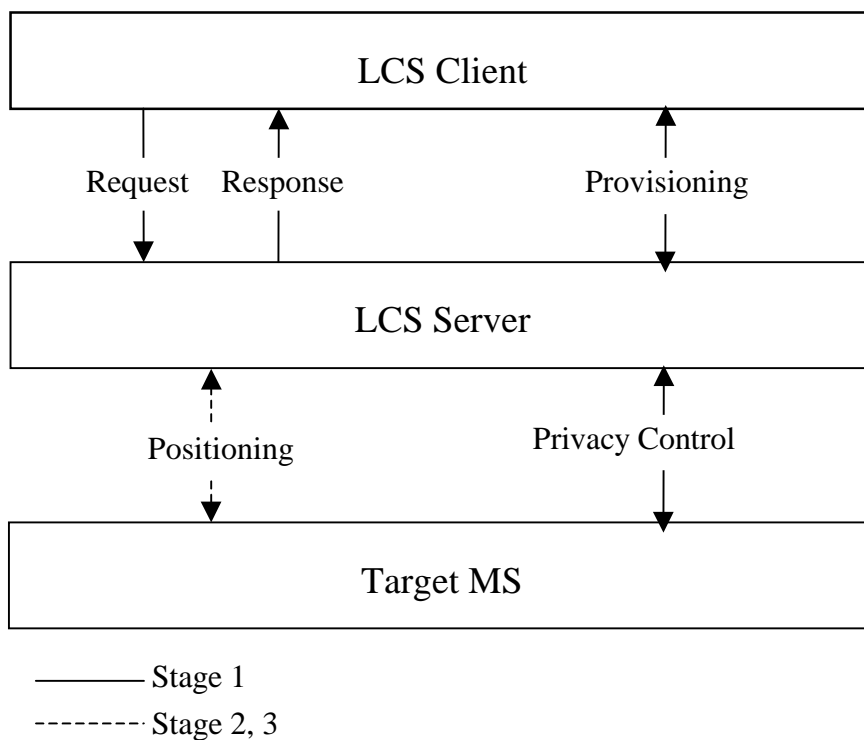 LCS Client
Request
Response
Provisioning
LCS Server
Positioning
Privacy Control
Target MS
Stage 1
Stage 2, 3